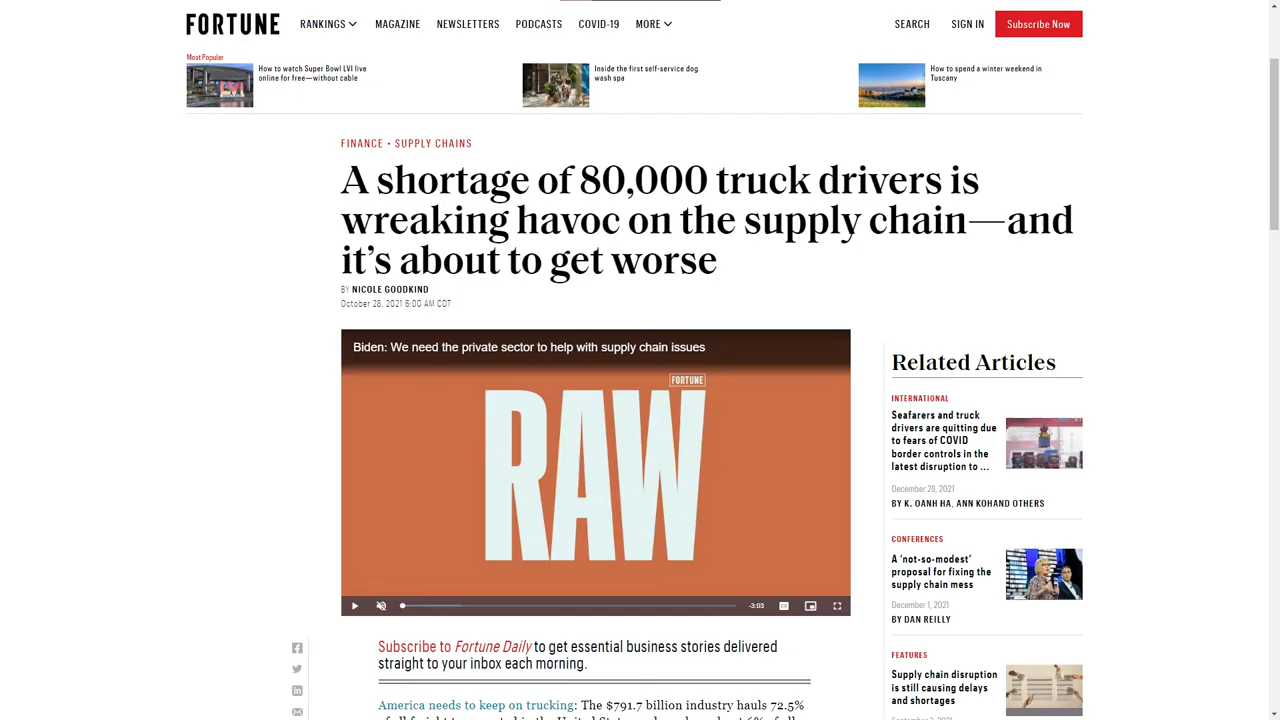 FORTUNE
RANKINGS
MAGAZINE
NEWSLETTERS
PODCASTS
COVID-19
MORE
SEARCH
SIGN IN
Subscribe Now
Most Popular
LVI
How to watch Super Bowl LVI live
online for free—without cable
Inside the first self-service dog
wash spa
How to spend a winter weekend in
Tuscany
FINANCE • SUPPLY CHAINS
A shortage of 80,000 truck drivers is
wreaking havoc on the supply chain—and
it's about to get worse
BY NICOLE GOODKIND
October 28, 2021 6:00 AM CDT
Biden: We need the private sector to help with supply chain issues
FORTUNE
RAW
-3:03
Subscribe to Fortune Daily to get essential business stories delivered
straight to your inbox each morning.
America needs to keep on trucking: The $791.7 billion industry hauls 72.5%
Related Articles
INTERNATIONAL
Seafarers and truck
drivers are quitting due
to fears of COVID
border controls in the
latest disruption to ...
December 28, 2021
BY K. OANH HA, ANN KOHAND OTHERS
CONFERENCES
A ‘not-so-modest’
proposal for fixing the
supply chain mess
December 1, 2021
BY DAN REILLY
FEATURES
Supply chain disruption
is still causing delays
and shortages